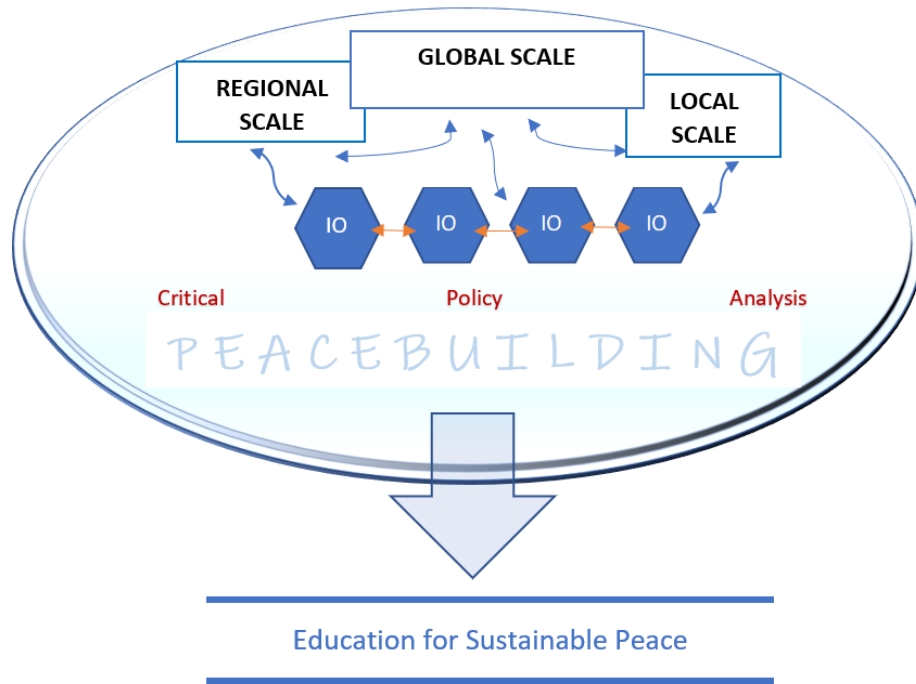 GLOBAL SCALE
REGIONAL
SCALE
LOCAL
SCALE
IO IO IO IO
Critical Policy Analysis
PEACEBUILDING
Education for Sustainable Peace